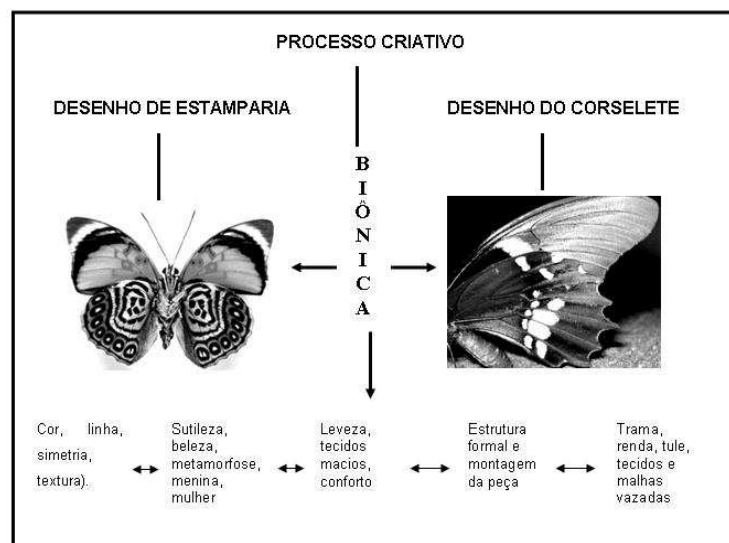 PROCESSO CRIATIVO
DESENHO DE ESTAMPARIA
DESENHO DO CORSELETE
BIÔNICA
Cor, linha,
simetria,
textura).
Sutileza,
beleza,
metamorfose,
menina,
mulher
Leveza,
tecidos
macios,
conforto
Estrutura
formal e
montagem
da peça
Trama,
renda, tule,
tecidos e
malhas
vazadas